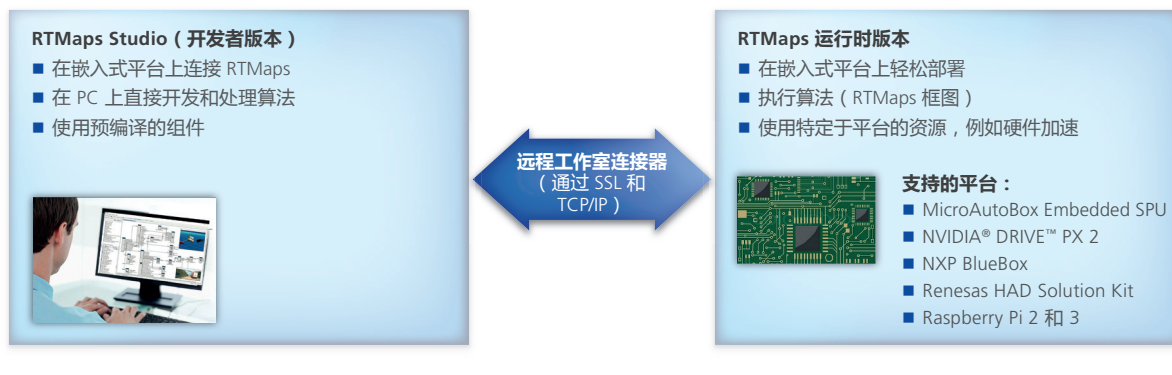 RTMaps Studio（开发者版本）
■ 在嵌入式平台上连接 RTMaps
■ 在 PC 上直接开发和处理算法
■ 使用预编译的组件
远程工作室连接器
（通过 SSL 和
TCP/IP）
RTMaps 运行时版本
■ 在嵌入式平台上轻松部署
■ 执行算法（RTMaps 框图）
■ 使用特定于平台的资源，例如硬件加速
支持的平台：
■ MicroAutoBox Embedded SPU
■ NVIDIA® DRIVE™ PX 2
■ NXP BlueBox
■ Renesas HAD Solution Kit
■ Raspberry Pi 2 和 3